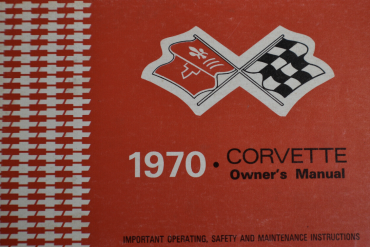 1970 • CORVETTE
Owner's Manual
IMPORTANT OPERATING, SAFETY AND MAINTENANCE INSTRUCTIONS